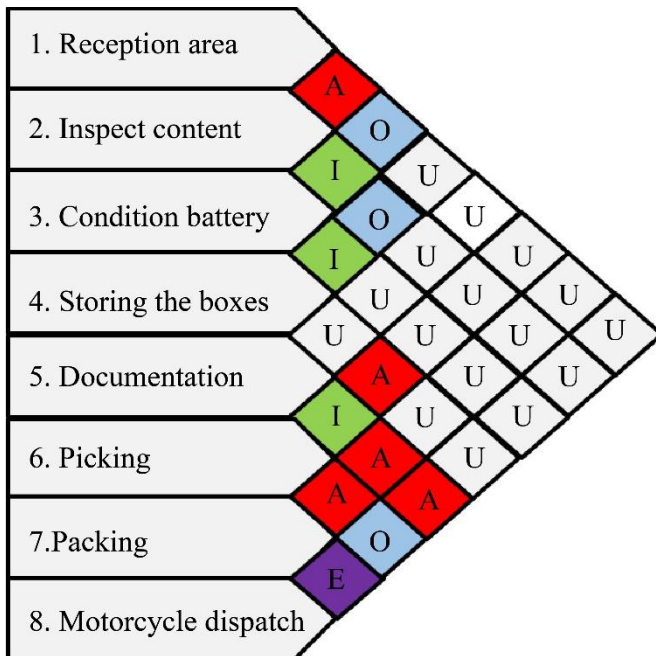 1. Reception area
A
2. Inspect content O
I U
3. Condition battery O U
I U U
4. Storing the boxes U U U
U U U U
5. Documentation A U U
I U U
6. Picking A U
A A
7.Packing O
E
8. Motorcycle dispatch